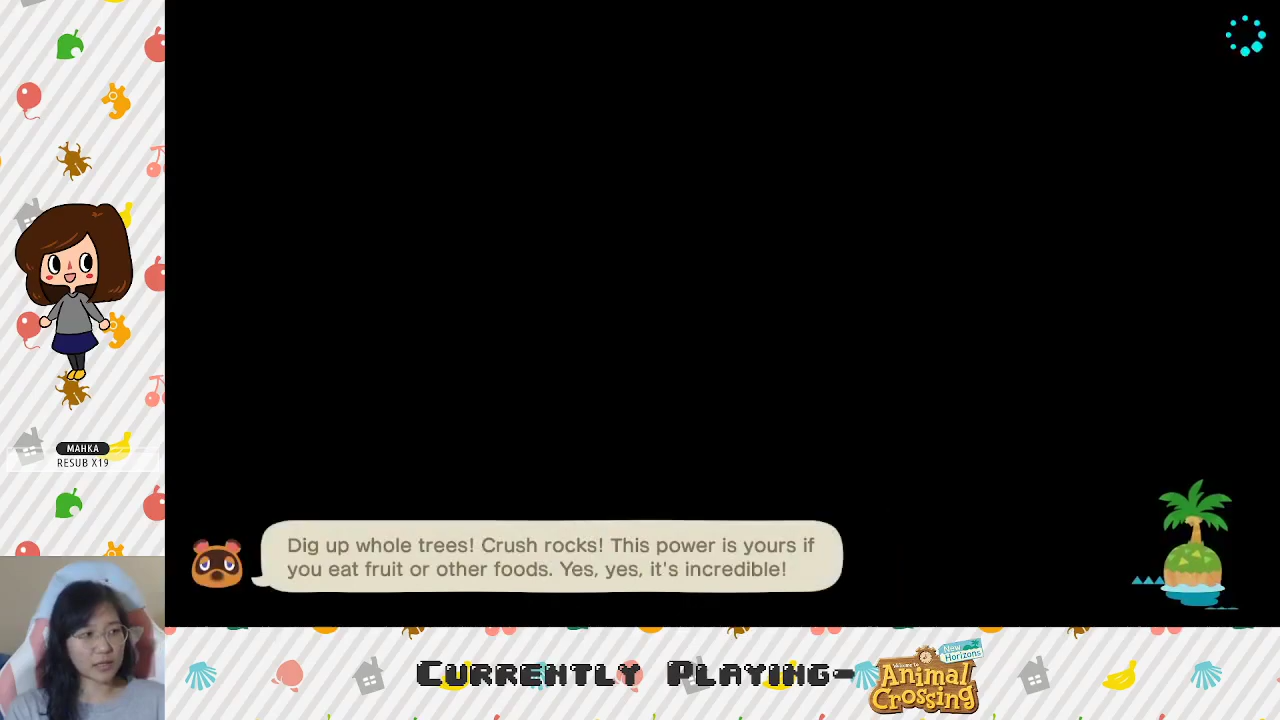 MAHKA
RESUB X19
Dig up whole trees! Crush rocks! This power is yours if
you eat fruit or other foods. Yes, yes, it's incredible!
Currently Playing-
Welcome to
Animal
Crossing
New
Horizons